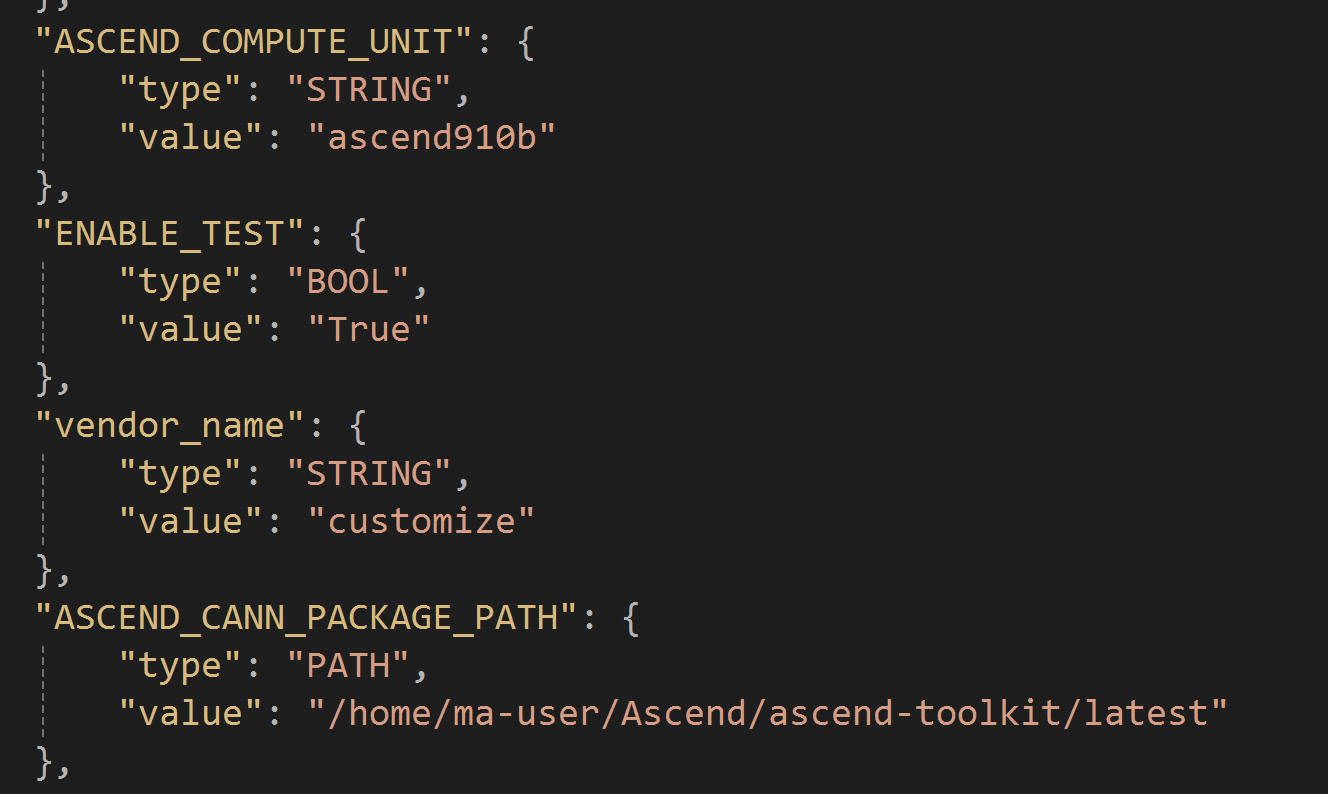 },
"ASCEND_COMPUTE_UNIT": {
"type": "STRING",
"value": "ascend910b"
},
"ENABLE_TEST": {
"type": "BOOL",
"value": "True"
},
"vendor_name": {
"type": "STRING",
"value": "customize"
},
"ASCEND_CANN_PACKAGE_PATH": {
"type": "PATH",
"value": "/home/ma-user/Ascend/ascend-toolkit/latest"
},